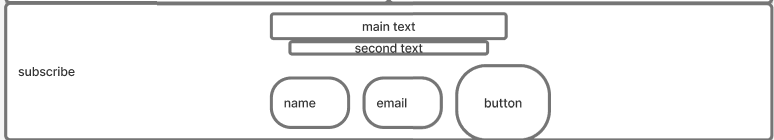 main text
second text
subscribe
name
email
button